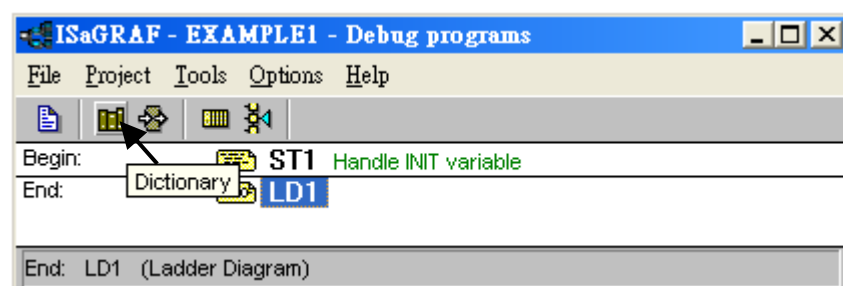 ISaGRAF - EXAMPLE1 - Debug programs
File Project Tools Options Help
Begin: ST1 Handle INIT variable
Dictionary
End: LD1
End: LD1 (Ladder Diagram)